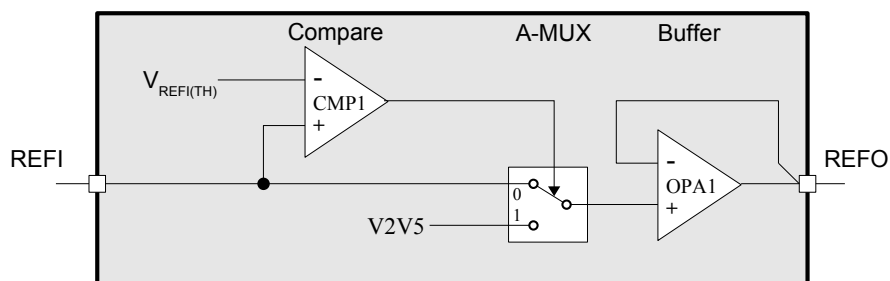 Compare
A-MUX
Buffer
VREFI(TH)
-
CMP1
+
REFI
0
1
V2V5
-
OPA1
+
REFO